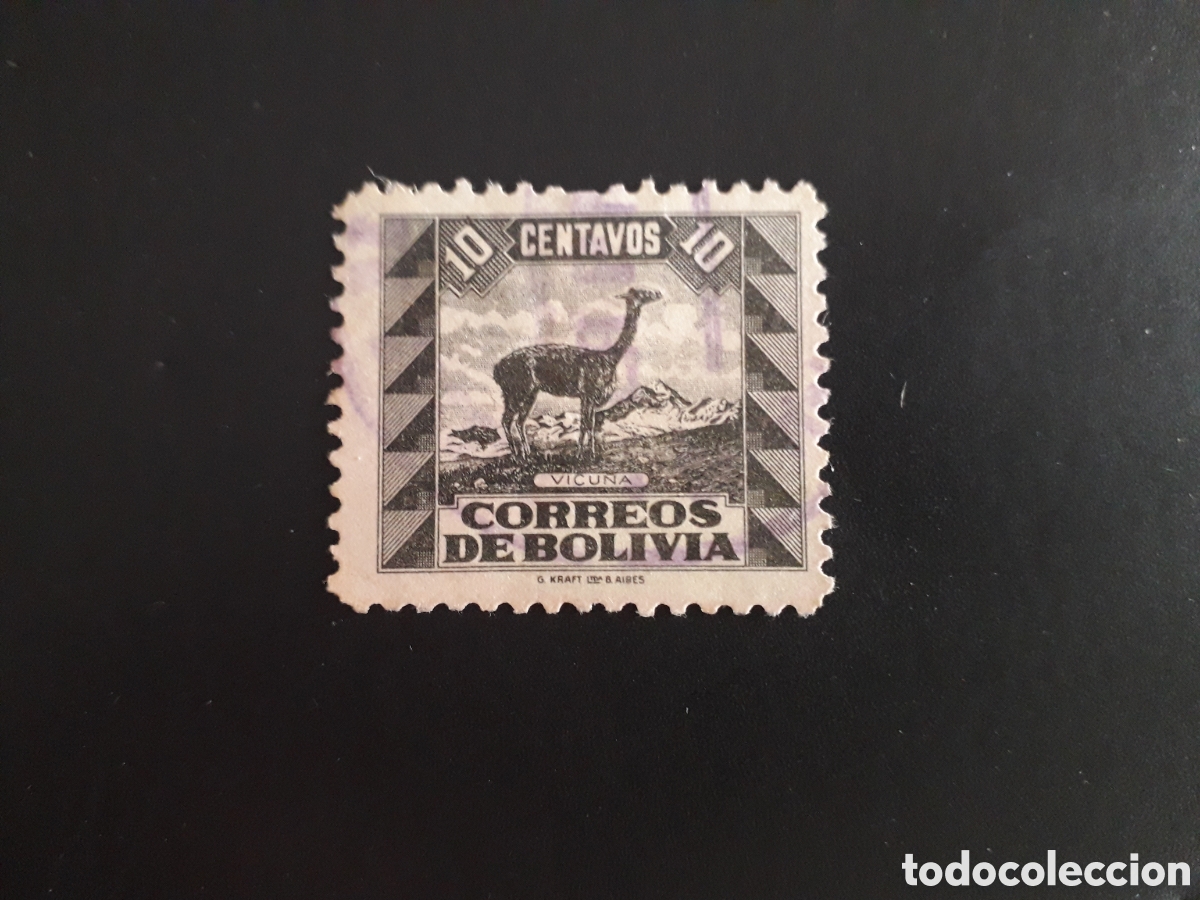 10 CENTAVOS 10
VICUÑA
CORREOS
DE BOLIVIA
G. KRAFT LTDA B. AIRES
todocoleccion